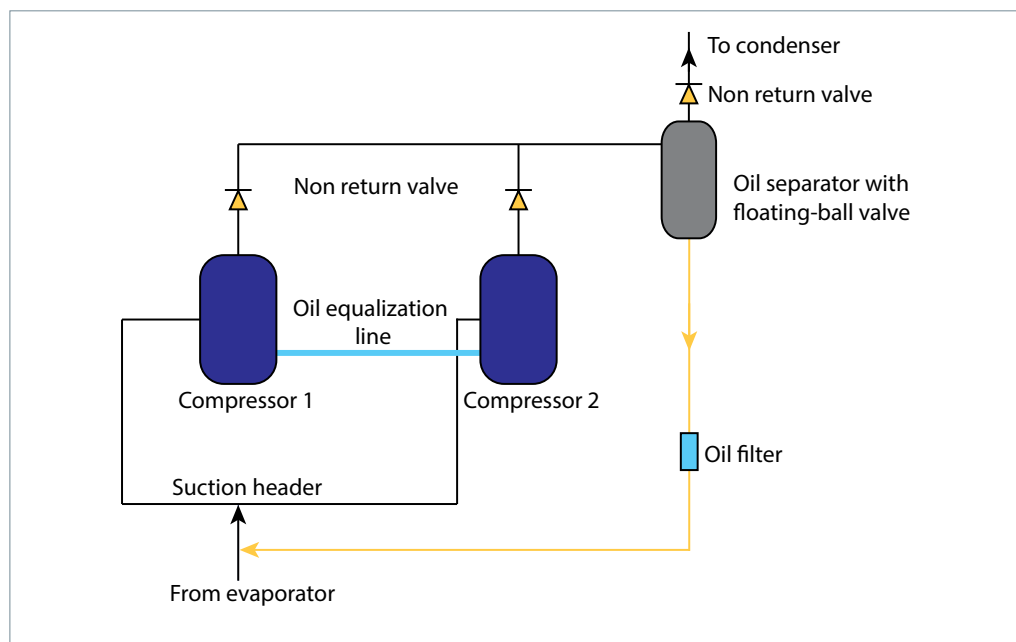 To condenser
Non return valve
Non return valve
Oil separator with
floating-ball valve
Oil equalization
line
Compressor 1
Compressor 2
Oil filter
Suction header
From evaporator